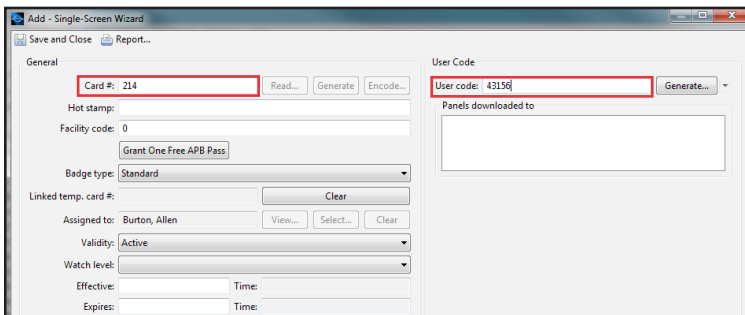 Add - Single-Screen Wizard
Save and Close Report...
General
Card #: 214 Read... Generate Encode...
Hot stamp:
Facility code: 0
Grant One Free APB Pass
Badge type: Standard
Linked temp. card #: Clear
Assigned to: Burton, Allen View... Select... Clear
Validity: Active
Watch level:
Effective: Time:
Expires: Time:
User Code
User code: 43156 Generate...
Panels downloaded to